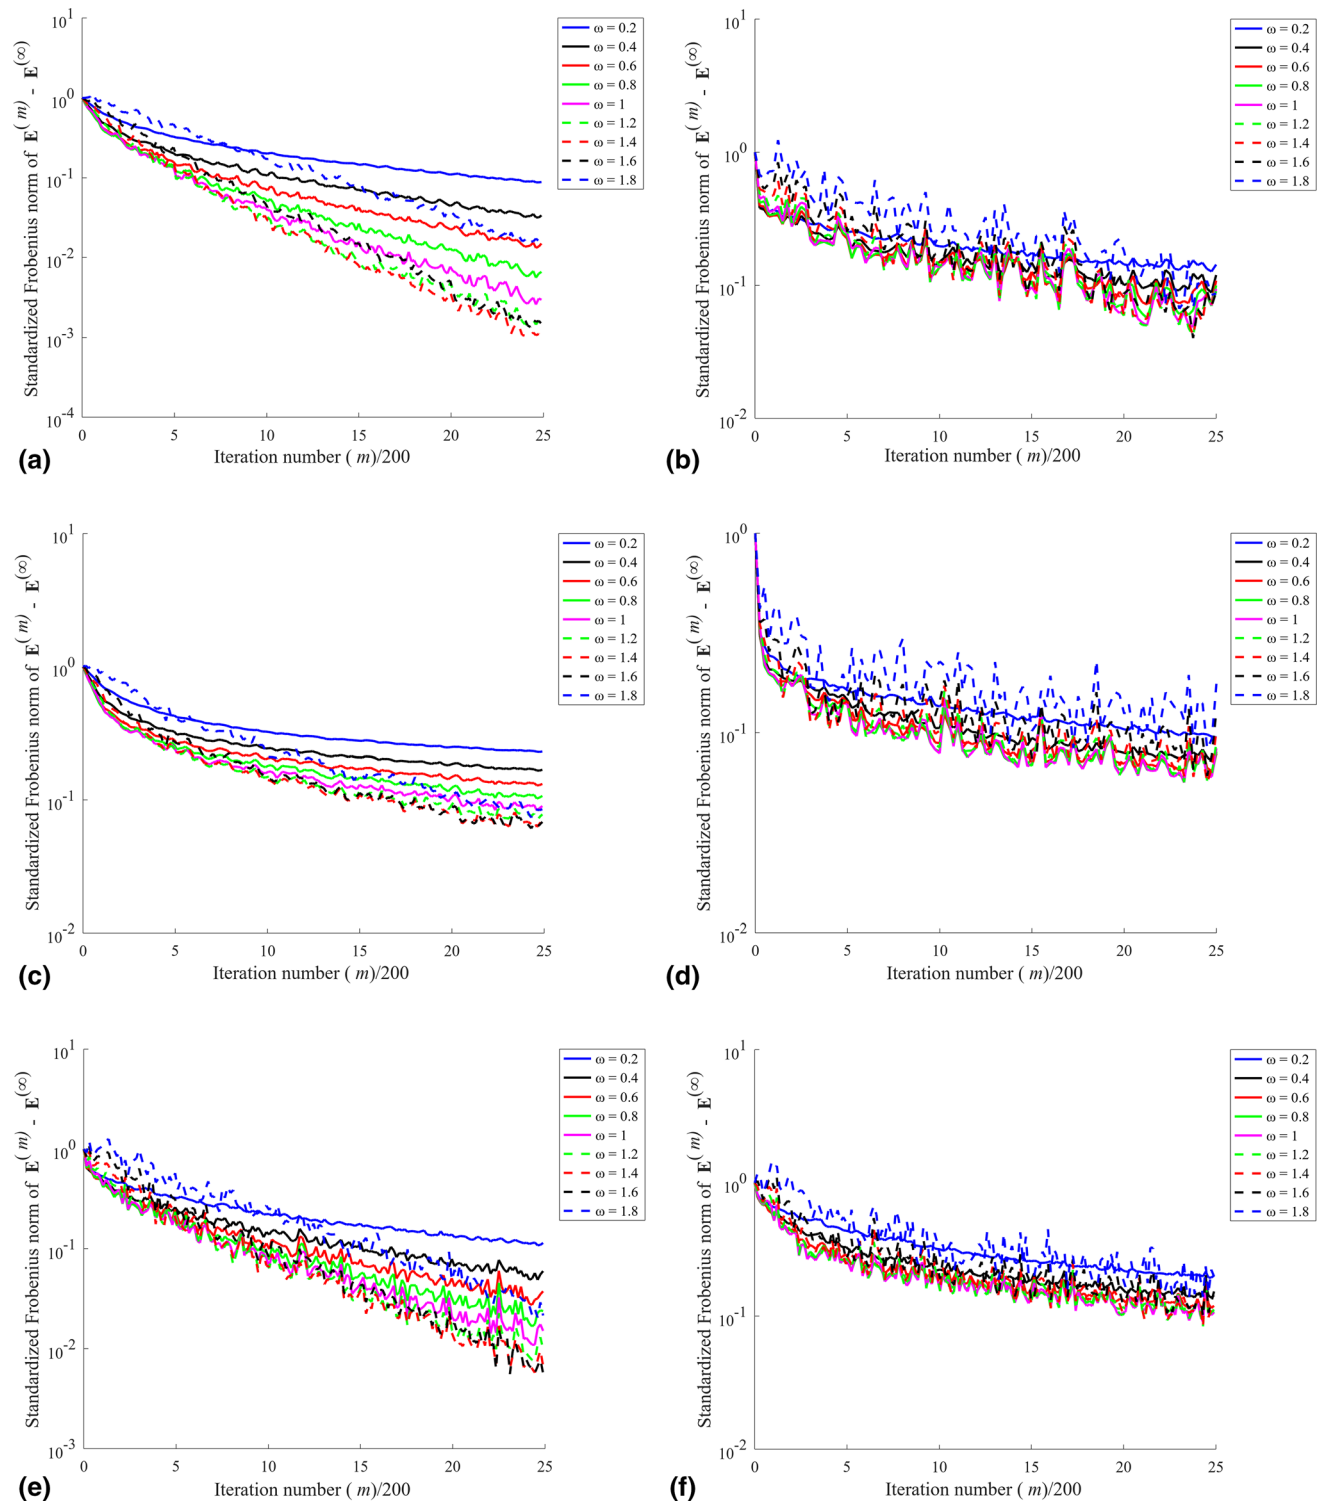 Standardized Frobenius norm of E^(m) - E^(∞)
10^1
10^0
10^-1
10^-2
10^-3
10^-4
0 5 10 15 20 25
Iteration number ( m)/200
ω = 0.2
ω = 0.4
ω = 0.6
ω = 0.8
ω = 1
ω = 1.2
ω = 1.4
ω = 1.6
ω = 1.8
(a)
Standardized Frobenius norm of E^(m) - E^(∞)
10^1
10^0
10^-1
10^-2
0 5 10 15 20 25
Iteration number ( m)/200
ω = 0.2
ω = 0.4
ω = 0.6
ω = 0.8
ω = 1
ω = 1.2
ω = 1.4
ω = 1.6
ω = 1.8
(b)
Standardized Frobenius norm of E^(m) - E^(∞)
10^1
10^0
10^-1
10^-2
0 5 10 15 20 25
Iteration number ( m)/200
ω = 0.2
ω = 0.4
ω = 0.6
ω = 0.8
ω = 1
ω = 1.2
ω = 1.4
ω = 1.6
ω = 1.8
(c)
Standardized Frobenius norm of E^(m) - E^(∞)
10^0
10^-1
10^-2
0 5 10 15 20 25
Iteration number ( m)/200
ω = 0.2
ω = 0.4
ω = 0.6
ω = 0.8
ω = 1
ω = 1.2
ω = 1.4
ω = 1.6
ω = 1.8
(d)
Standardized Frobenius norm of E^(m) - E^(∞)
10^1
10^0
10^-1
10^-2
10^-3
0 5 10 15 20 25
Iteration number ( m)/200
ω = 0.2
ω = 0.4
ω = 0.6
ω = 0.8
ω = 1
ω = 1.2
ω = 1.4
ω = 1.6
ω = 1.8
(e)
Standardized Frobenius norm of E^(m) - E^(∞)
10^1
10^0
10^-1
10^-2
0 5 10 15 20 25
Iteration number ( m)/200
ω = 0.2
ω = 0.4
ω = 0.6
ω = 0.8
ω = 1
ω = 1.2
ω = 1.4
ω = 1.6
ω = 1.8
(f)